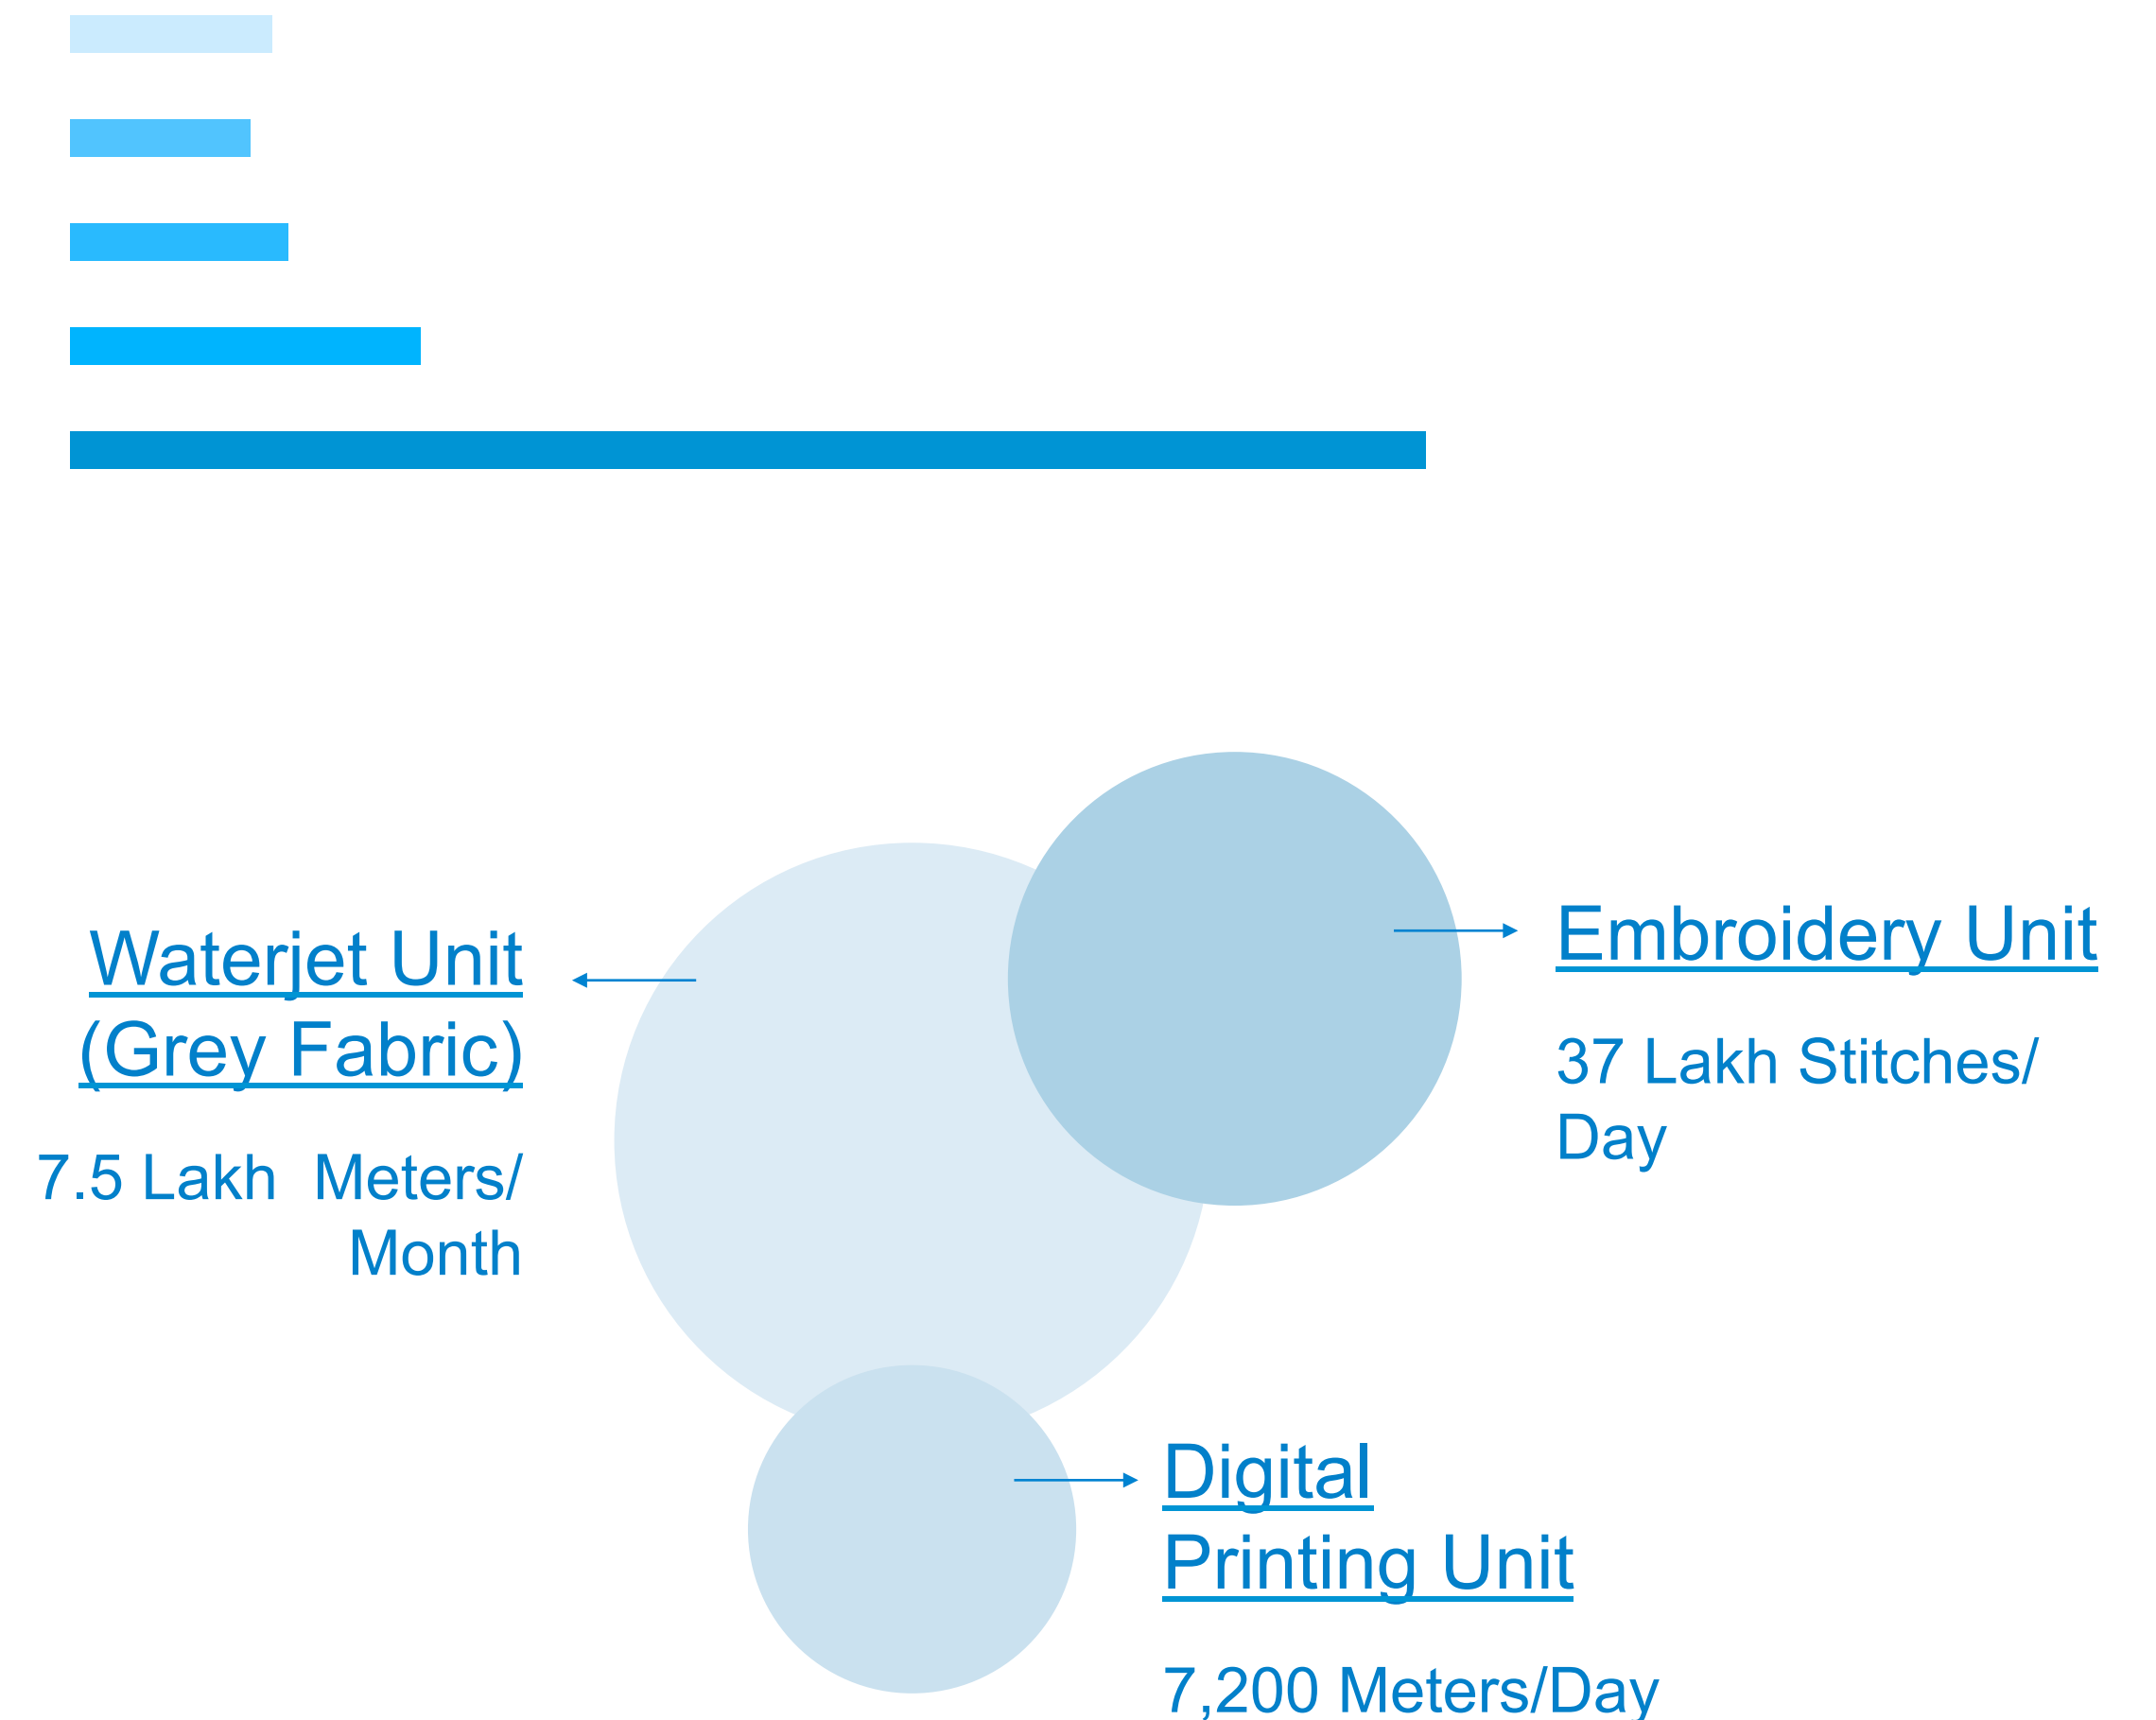 Waterjet Unit
(Grey Fabric)
7.5 Lakh Meters/
Month
Embroidery Unit
37 Lakh Stitches/
Day
Digital
Printing Unit
7,200 Meters/Day